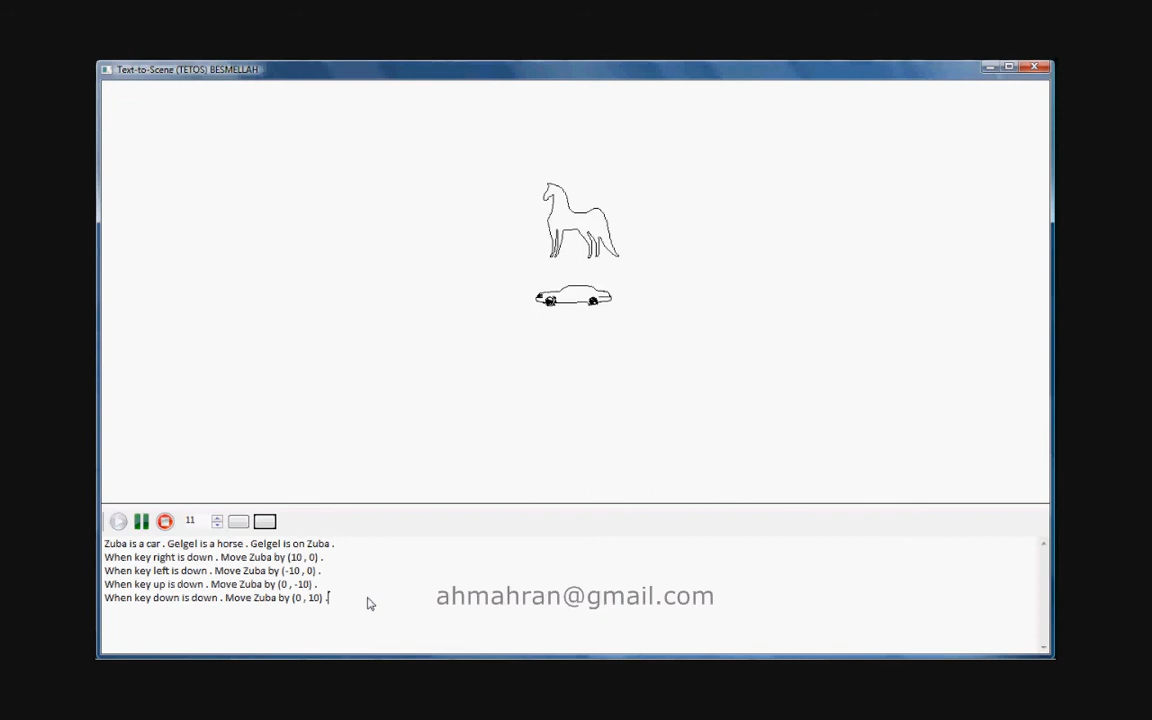 Text-to-Scene (TETOS) BESMELLAH
11
Zuba is a car . Gelgel is a horse . Gelgel is on Zuba .
When key right is down . Move Zuba by (10 , 0) .
When key left is down . Move Zuba by (-10 , 0) .
When key up is down . Move Zuba by (0 , -10) .
When key down is down . Move Zuba by (0 , 10) .
ahmahran@gmail.com